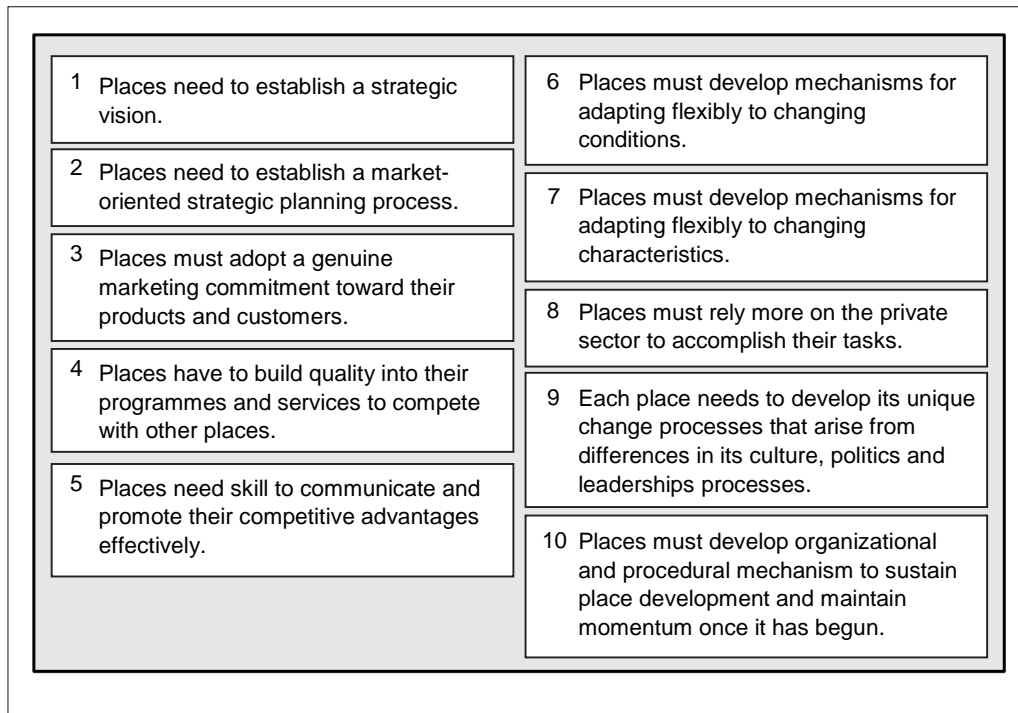 1 Places need to establish a strategic
vision.
2 Places need to establish a market-
oriented strategic planning process.
3 Places must adopt a genuine
marketing commitment toward their
products and customers.
4 Places have to build quality into their
programmes and services to compete
with other places.
5 Places need skill to communicate and
promote their competitive advantages
effectively.
6 Places must develop mechanisms for
adapting flexibly to changing
conditions.
7 Places must develop mechanisms for
adapting flexibly to changing
characteristics.
8 Places must rely more on the private
sector to accomplish their tasks.
9 Each place needs to develop its unique
change processes that arise from
differences in its culture, politics and
leaderships processes.
10 Places must develop organizational
and procedural mechanism to sustain
place development and maintain
momentum once it has begun.